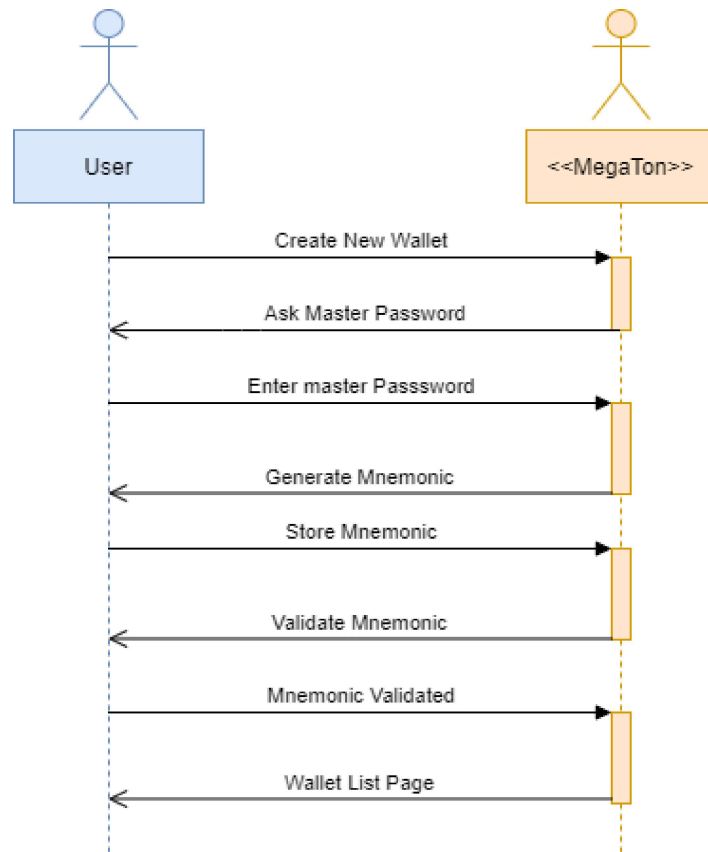 User
<<MegaTon>>
Create New Wallet
Ask Master Password
Enter master Passsword
Generate Mnemonic
Store Mnemonic
Validate Mnemonic
Mnemonic Validated
Wallet List Page